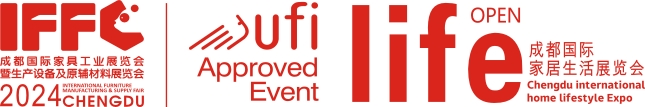 IFFC
成都国际家具工业展览会
暨生产设备及原辅材料展览会
2024 INTERNATIONAL FURNITURE
MANUFACTURING & SUPPLY FAIR
CHENGDU
ufi
Approved
Event
life
OPEN
成都国际
家居生活展览会
Chengdu international
home lifestyle Expo